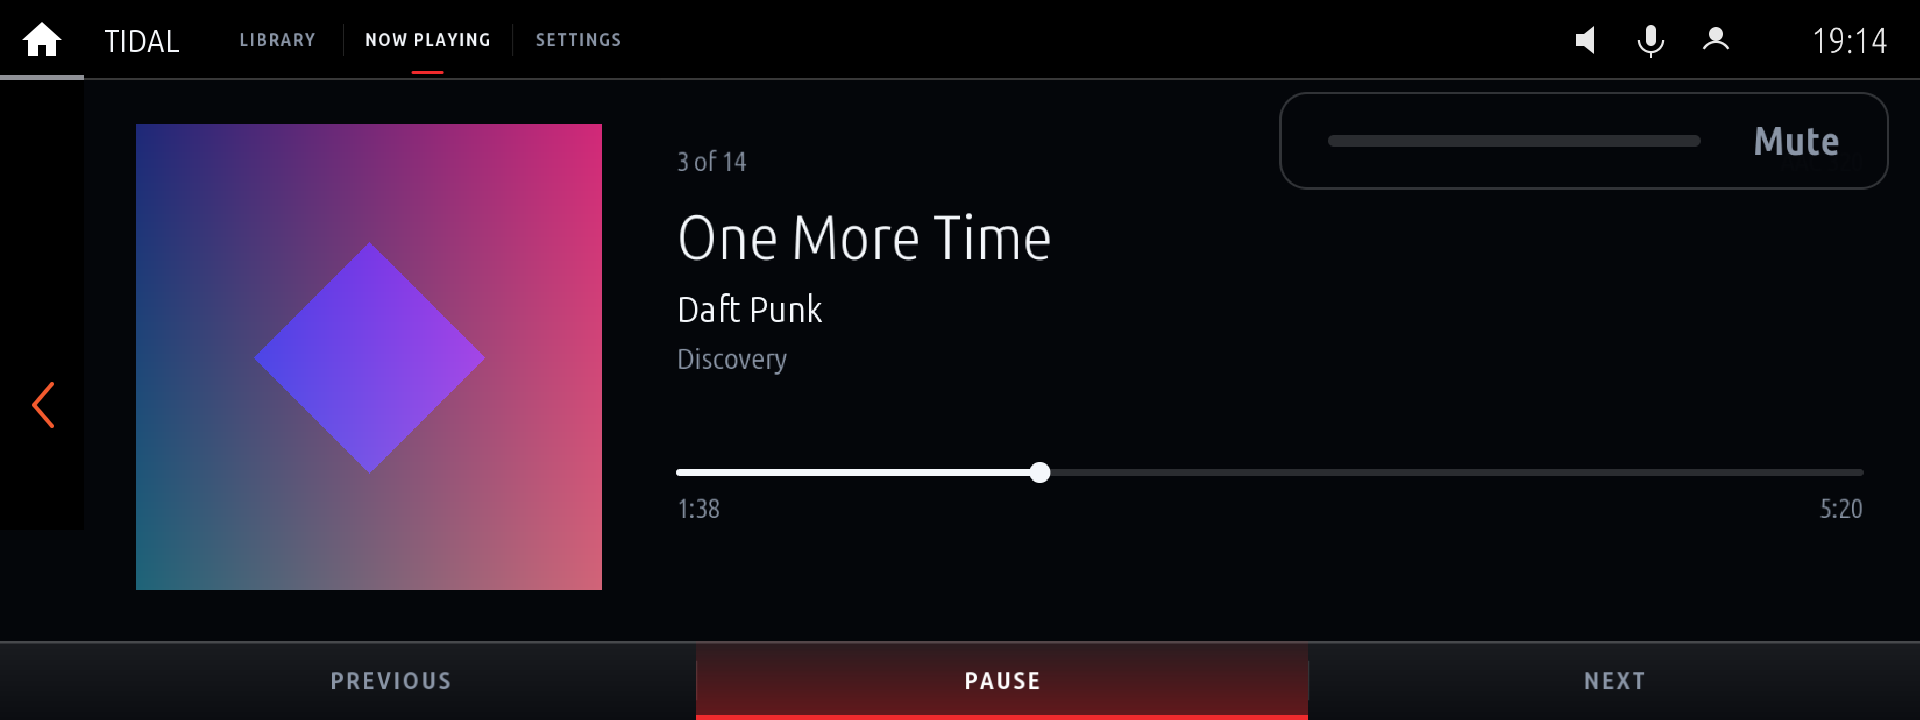 TIDAL
LIBRARY
NOW PLAYING
SETTINGS
19:14
Mute
3 of 14
One More Time
Daft Punk
Discovery
1:38
5:20
PREVIOUS
PAUSE
NEXT